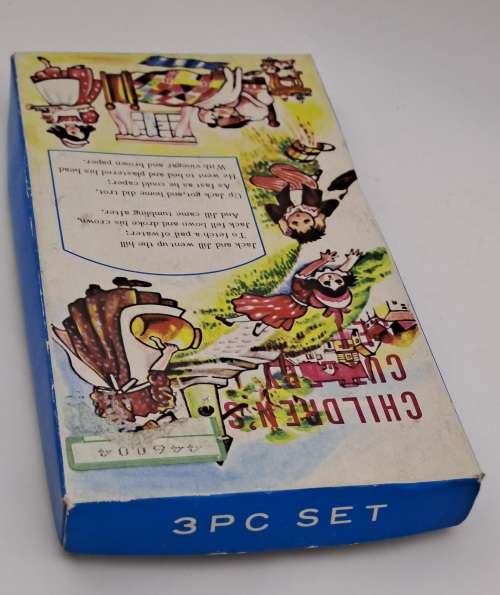 CHILDREN'S
CUTLERY
Jack and Jill went up the hill
To fetch a pail of water;
Jack fell down and broke his crown,
And Jill came tumbling after.
Up Jack got, and home did trot,
As fast as he could caper;
He went to bed and plastered his head
With vinegar and brown paper.
3PC SET